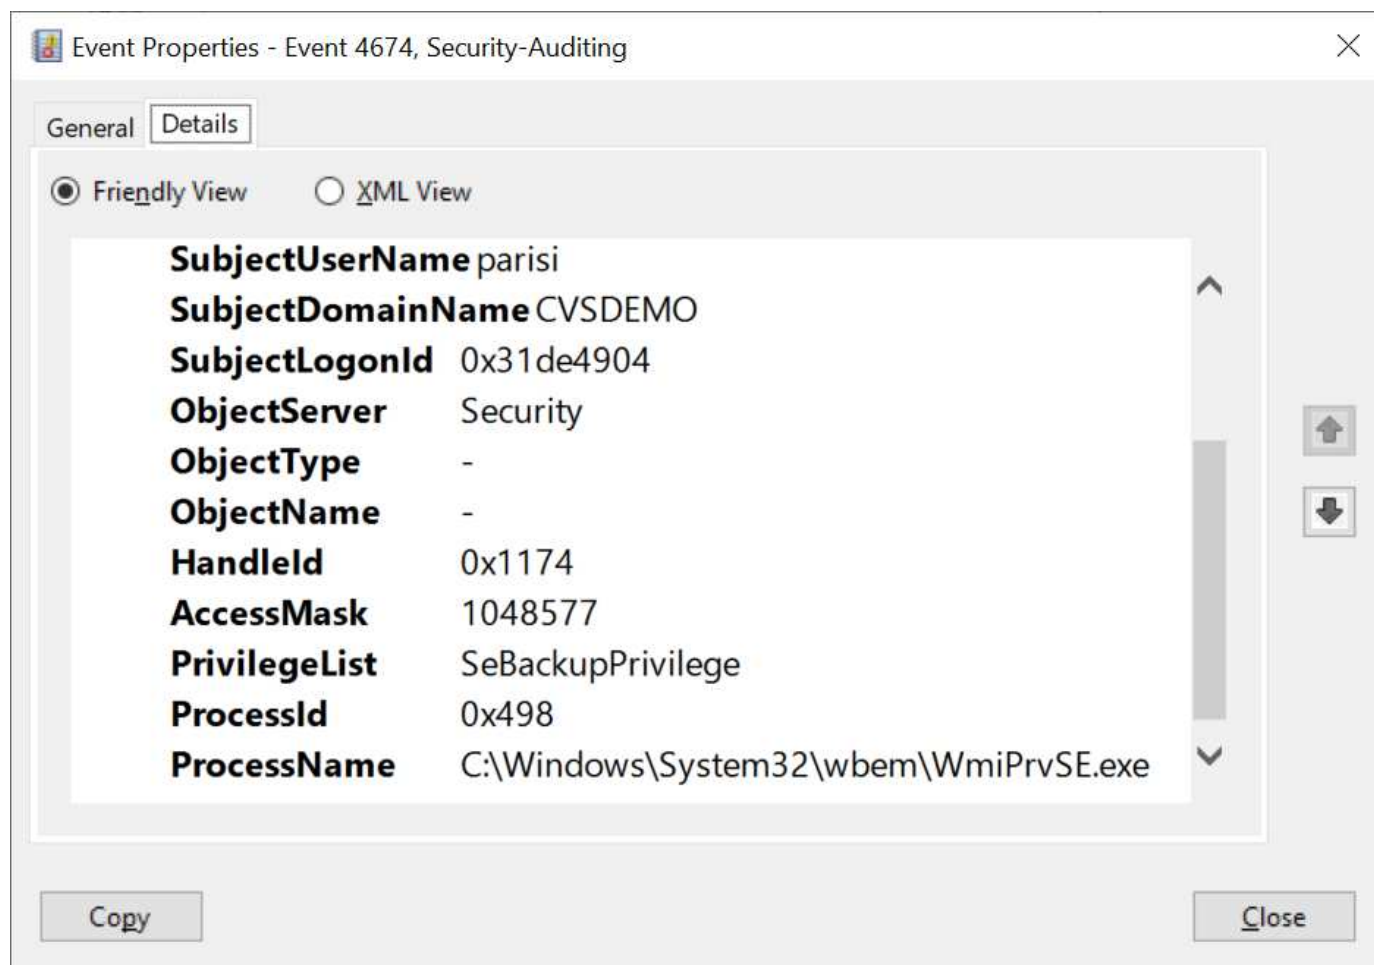 Event Properties - Event 4674, Security-Auditing
General Details
Friendly View XML View
SubjectUserName parisi
SubjectDomainName CVSDEMO
SubjectLogonId 0x31de4904
ObjectServer Security
ObjectType -
ObjectName -
HandleId 0x1174
AccessMask 1048577
PrivilegeList SeBackupPrivilege
ProcessId 0x498
ProcessName C:\Windows\System32\wbem\WmiPrvSE.exe
Copy Close